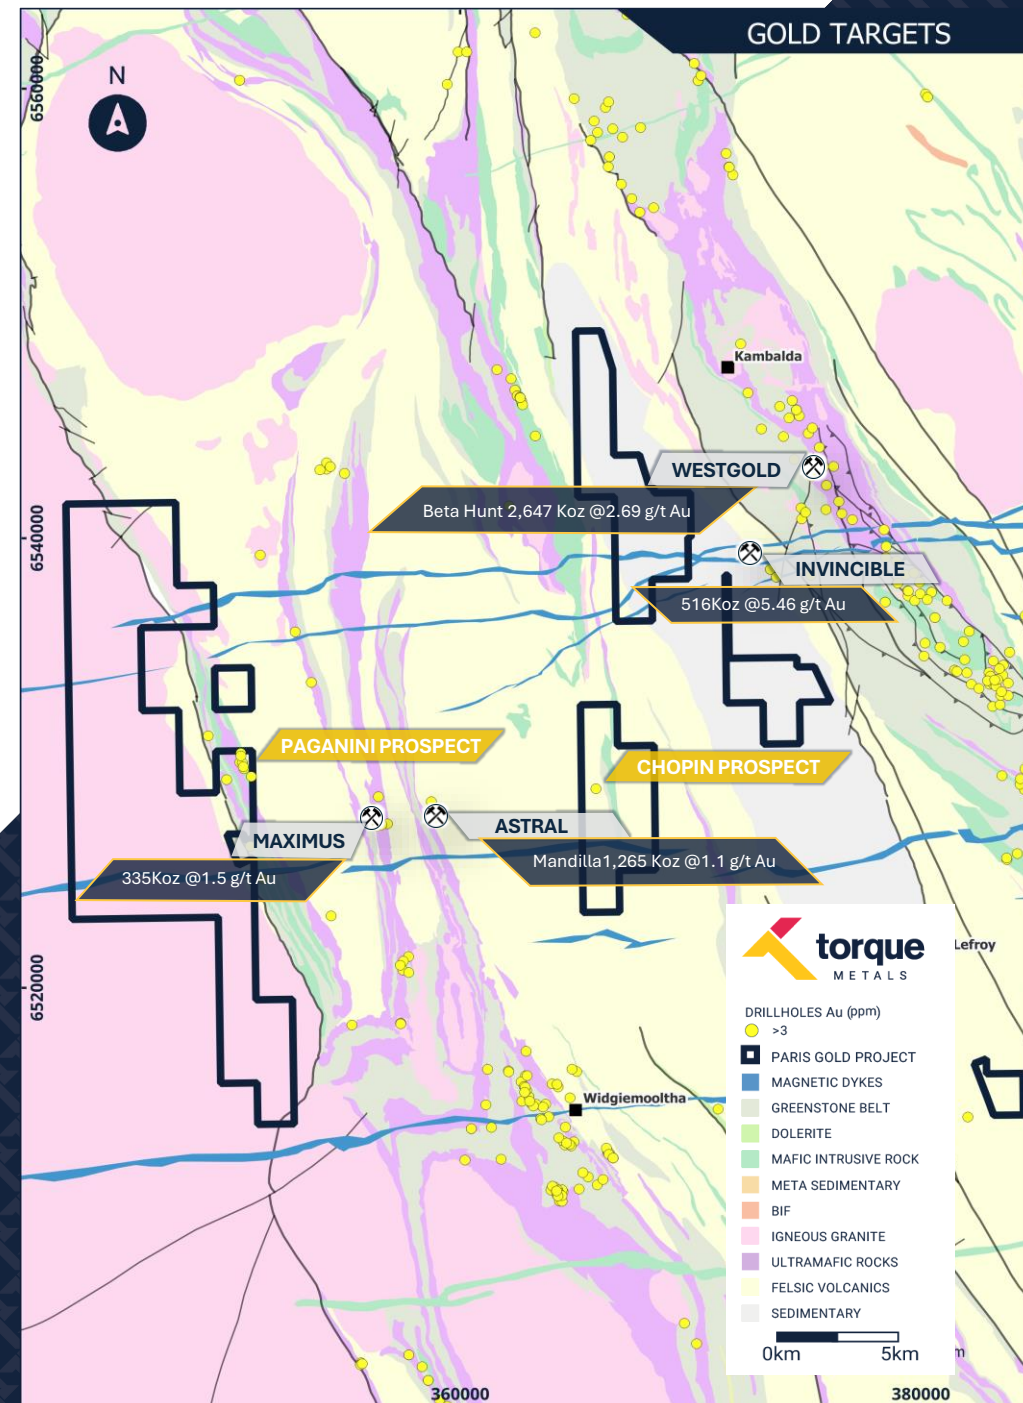 GOLD TARGETS
N
6560000
Kambalda
WESTGOLD
Beta Hunt 2,647 Koz @2.69 g/t Au
6540000
INVINCIBLE
516Koz @5.46 g/t Au
PAGANINI PROSPECT
CHOPIN PROSPECT
MAXIMUS
335Koz @1.5 g/t Au
ASTRAL
Mandilla1,265 Koz @1.1 g/t Au
6520000
Lefroy
Widgiemooltha
torque
METALS
DRILLHOLES Au (ppm)
>3
PARIS GOLD PROJECT
MAGNETIC DYKES
GREENSTONE BELT
DOLERITE
MAFIC INTRUSIVE ROCK
META SEDIMENTARY
BIF
IGNEOUS GRANITE
ULTRAMAFIC ROCKS
FELSIC VOLCANICS
SEDIMENTARY
0km 5km
m
360000
380000